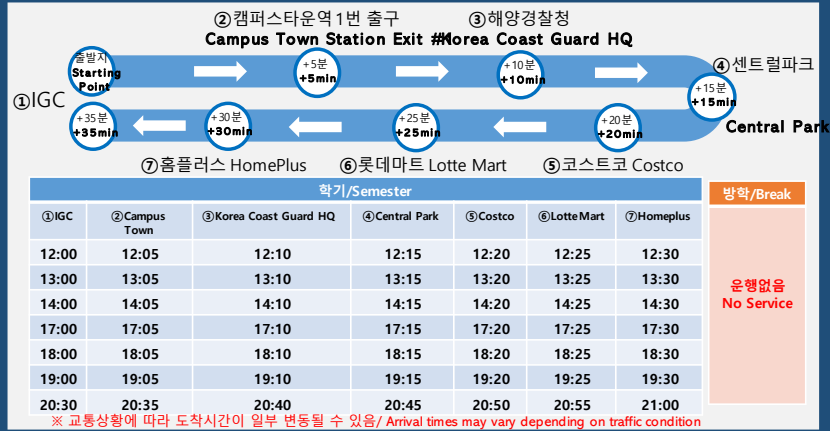 ②캠퍼스타운역1번 출구
Campus Town Station Exit #1
③해양경찰청
Korea Coast Guard HQ
출발지
Starting
Point
+5분
+5min
+10분
+10min
④센트럴파크
+15분
+15min
Central Park
①IGC
+35분
+35min
+30분
+30min
+25분
+25min
+20분
+20min
⑦홈플러스 HomePlus
⑥롯데마트 Lotte Mart
⑤코스트코 Costco
학기/Semester
방학/Break
①IGC ②Campus Town ③Korea Coast Guard HQ ④Central Park ⑤Costco ⑥LotteMart ⑦Homeplus
12:00 12:05 12:10 12:15 12:20 12:25 12:30
13:00 13:05 13:10 13:15 13:20 13:25 13:30
14:00 14:05 14:10 14:15 14:20 14:25 14:30
17:00 17:05 17:10 17:15 17:20 17:25 17:30
18:00 18:05 18:10 18:15 18:20 18:25 18:30
19:00 19:05 19:10 19:15 19:20 19:25 19:30
20:30 20:35 20:40 20:45 20:50 20:55 21:00
운행없음
No Service
※ 교통상황에 따라 도착시간이 일부 변동될 수 있음/ Arrival times may vary depending on traffic condition